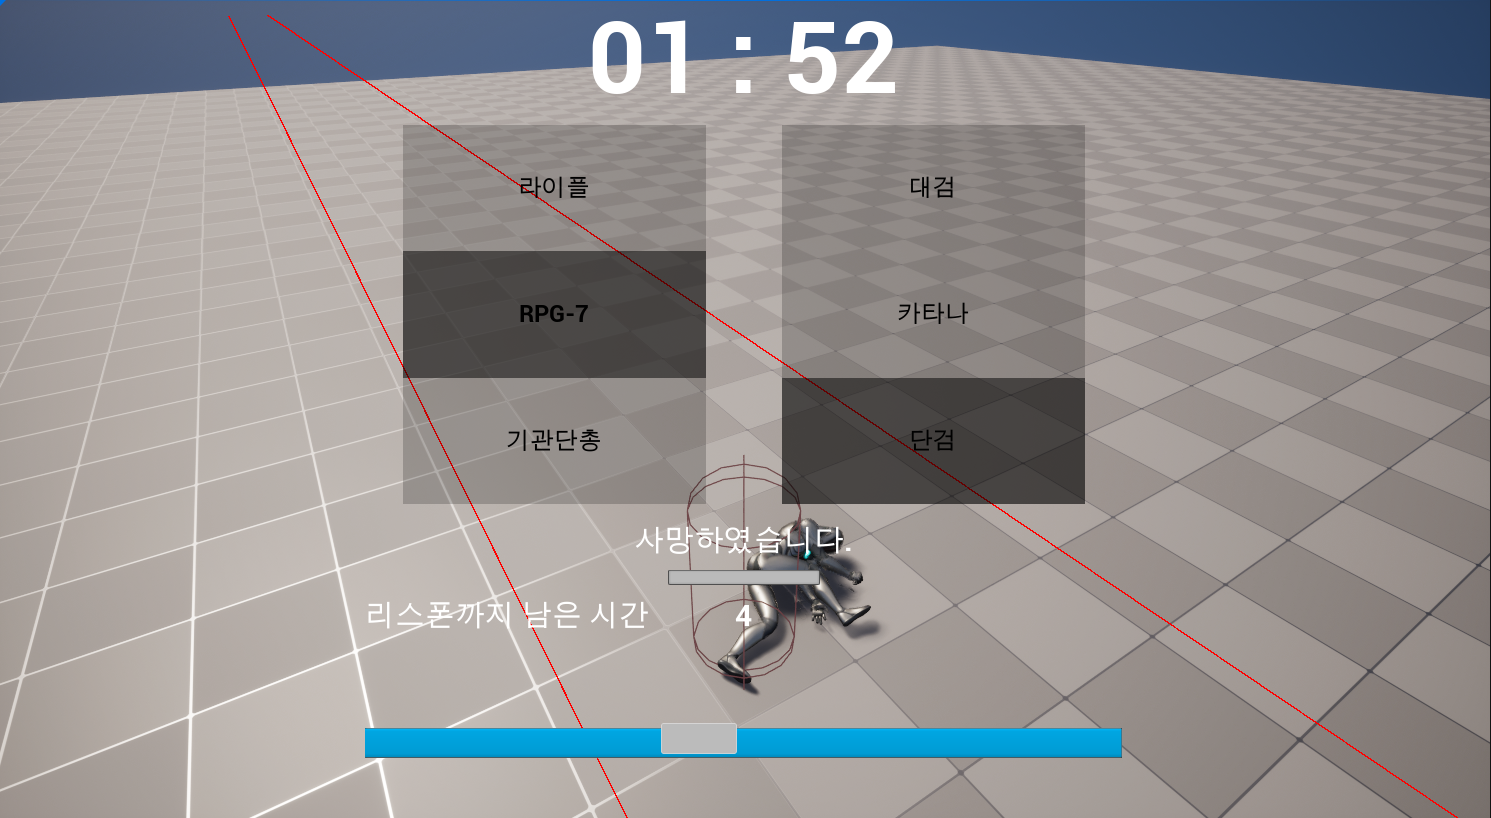 01 : 52
라이플
대검
RPG-7
카타나
기관단총
단검
사망하였습니다.
리스폰까지 남은 시간 4